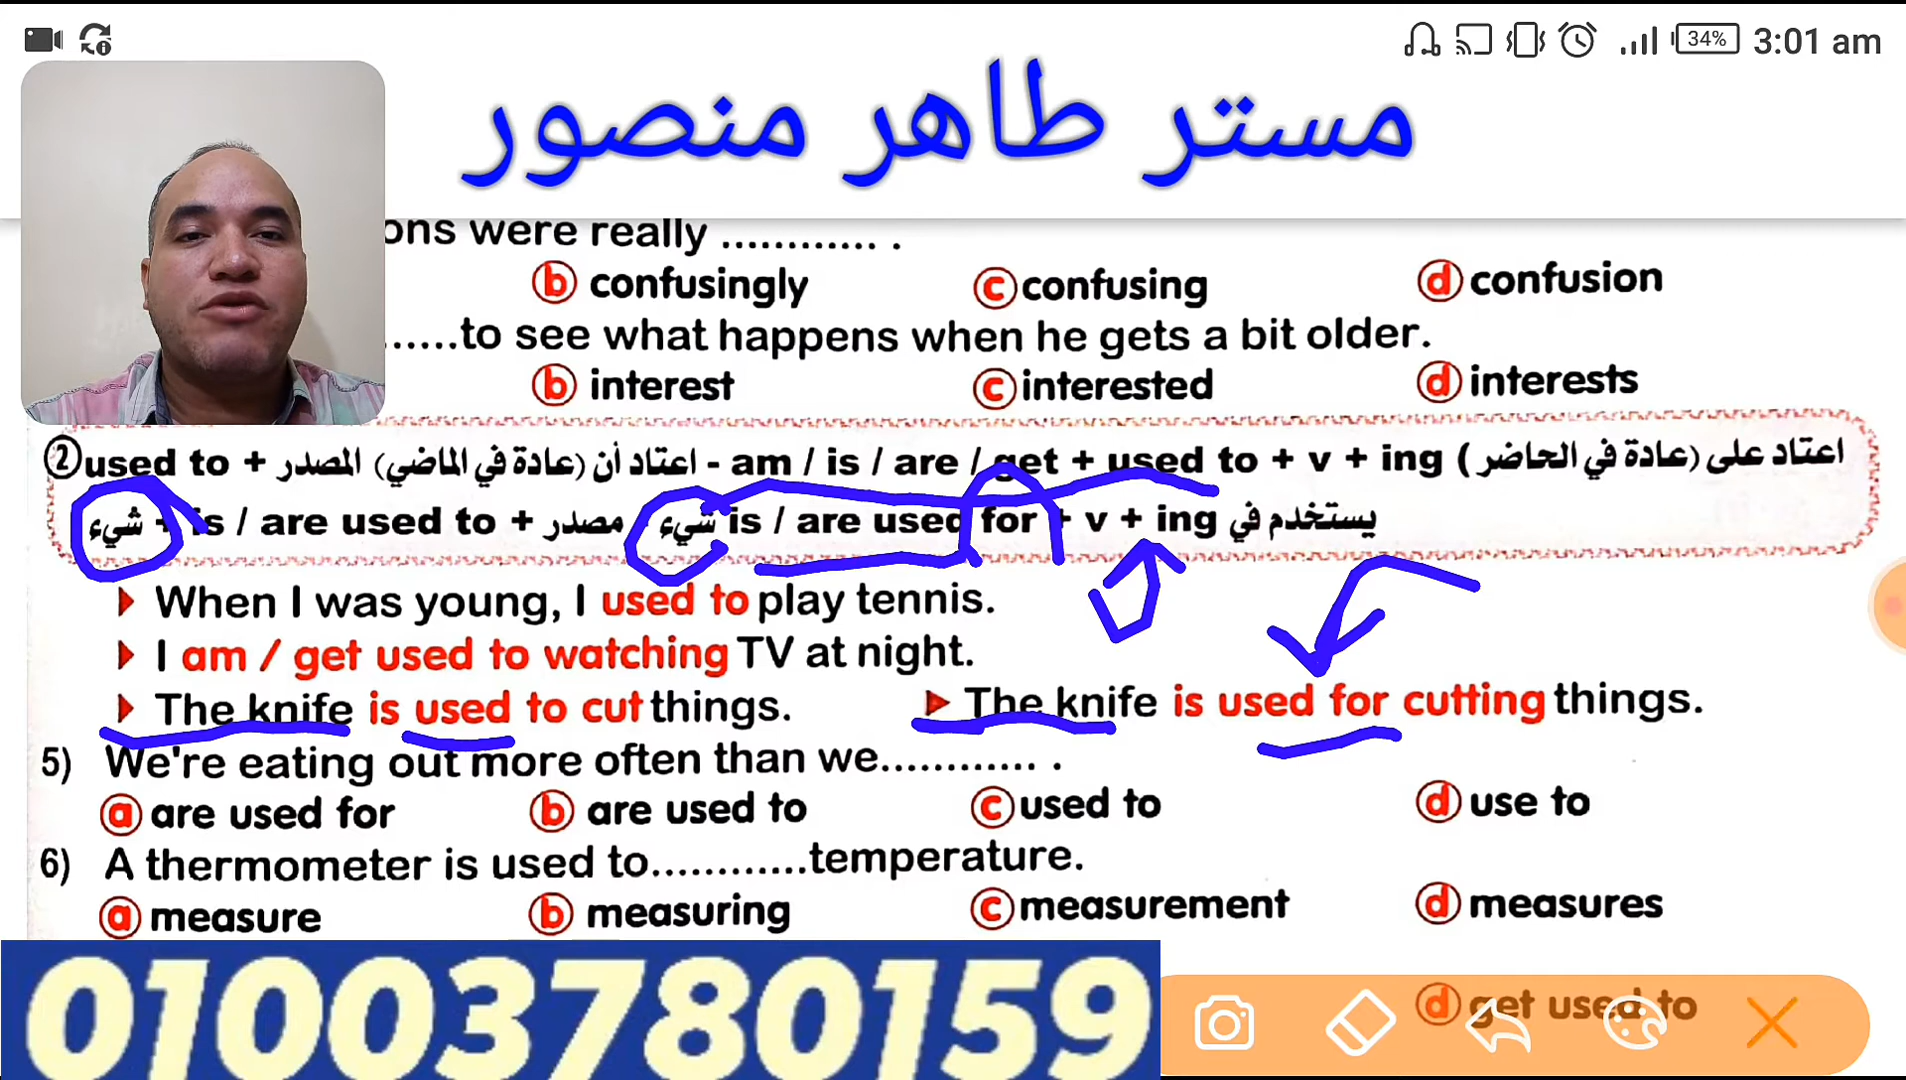 34% 3:01 am
مستر طاهر منصور
ons were really ............ .
b confusingly c confusing d confusion
......to see what happens when he gets a bit older.
b interest c interested d interests
② used to + المصدر (عادة في الماضي) اعتاد أن - am / is / are / get + used to + v + ing ( اعتاد على (عادة في الحاضر
شيء + is / are used to + مصدر شيء is / are used for + v + ing يستخدم في
When I was young, I used to play tennis.
I am / get used to watching TV at night.
The knife is used to cut things. The knife is used for cutting things.
5) We're eating out more often than we............ .
a are used for b are used to c used to d use to
6) A thermometer is used to............temperature.
a measure b measuring c measurement d measures
d get used to
01003780159